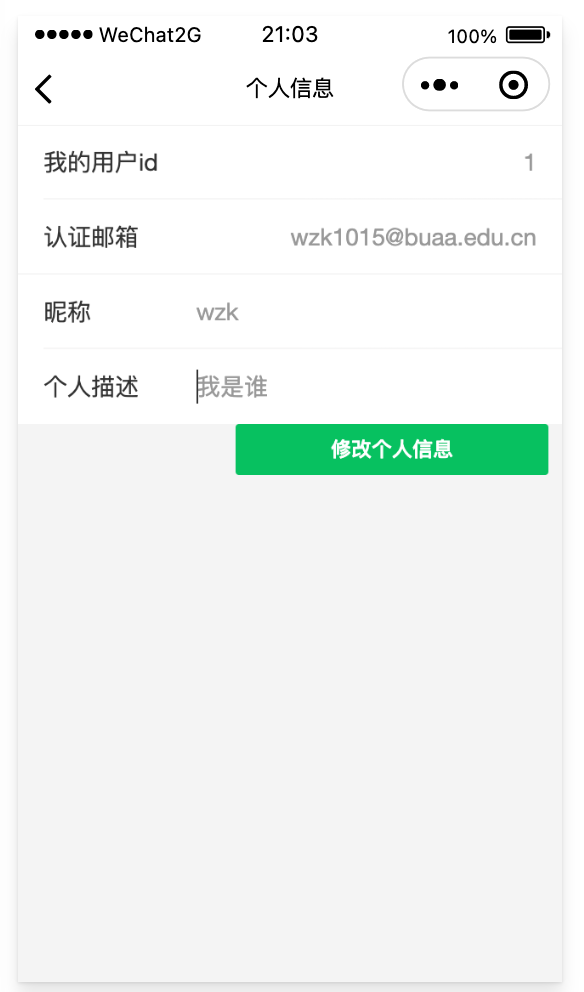 WeChat2G 21:03 100%
个人信息
我的用户id 1
认证邮箱 wzk1015@buaa.edu.cn
昵称 wzk
个人描述 我是谁
修改个人信息